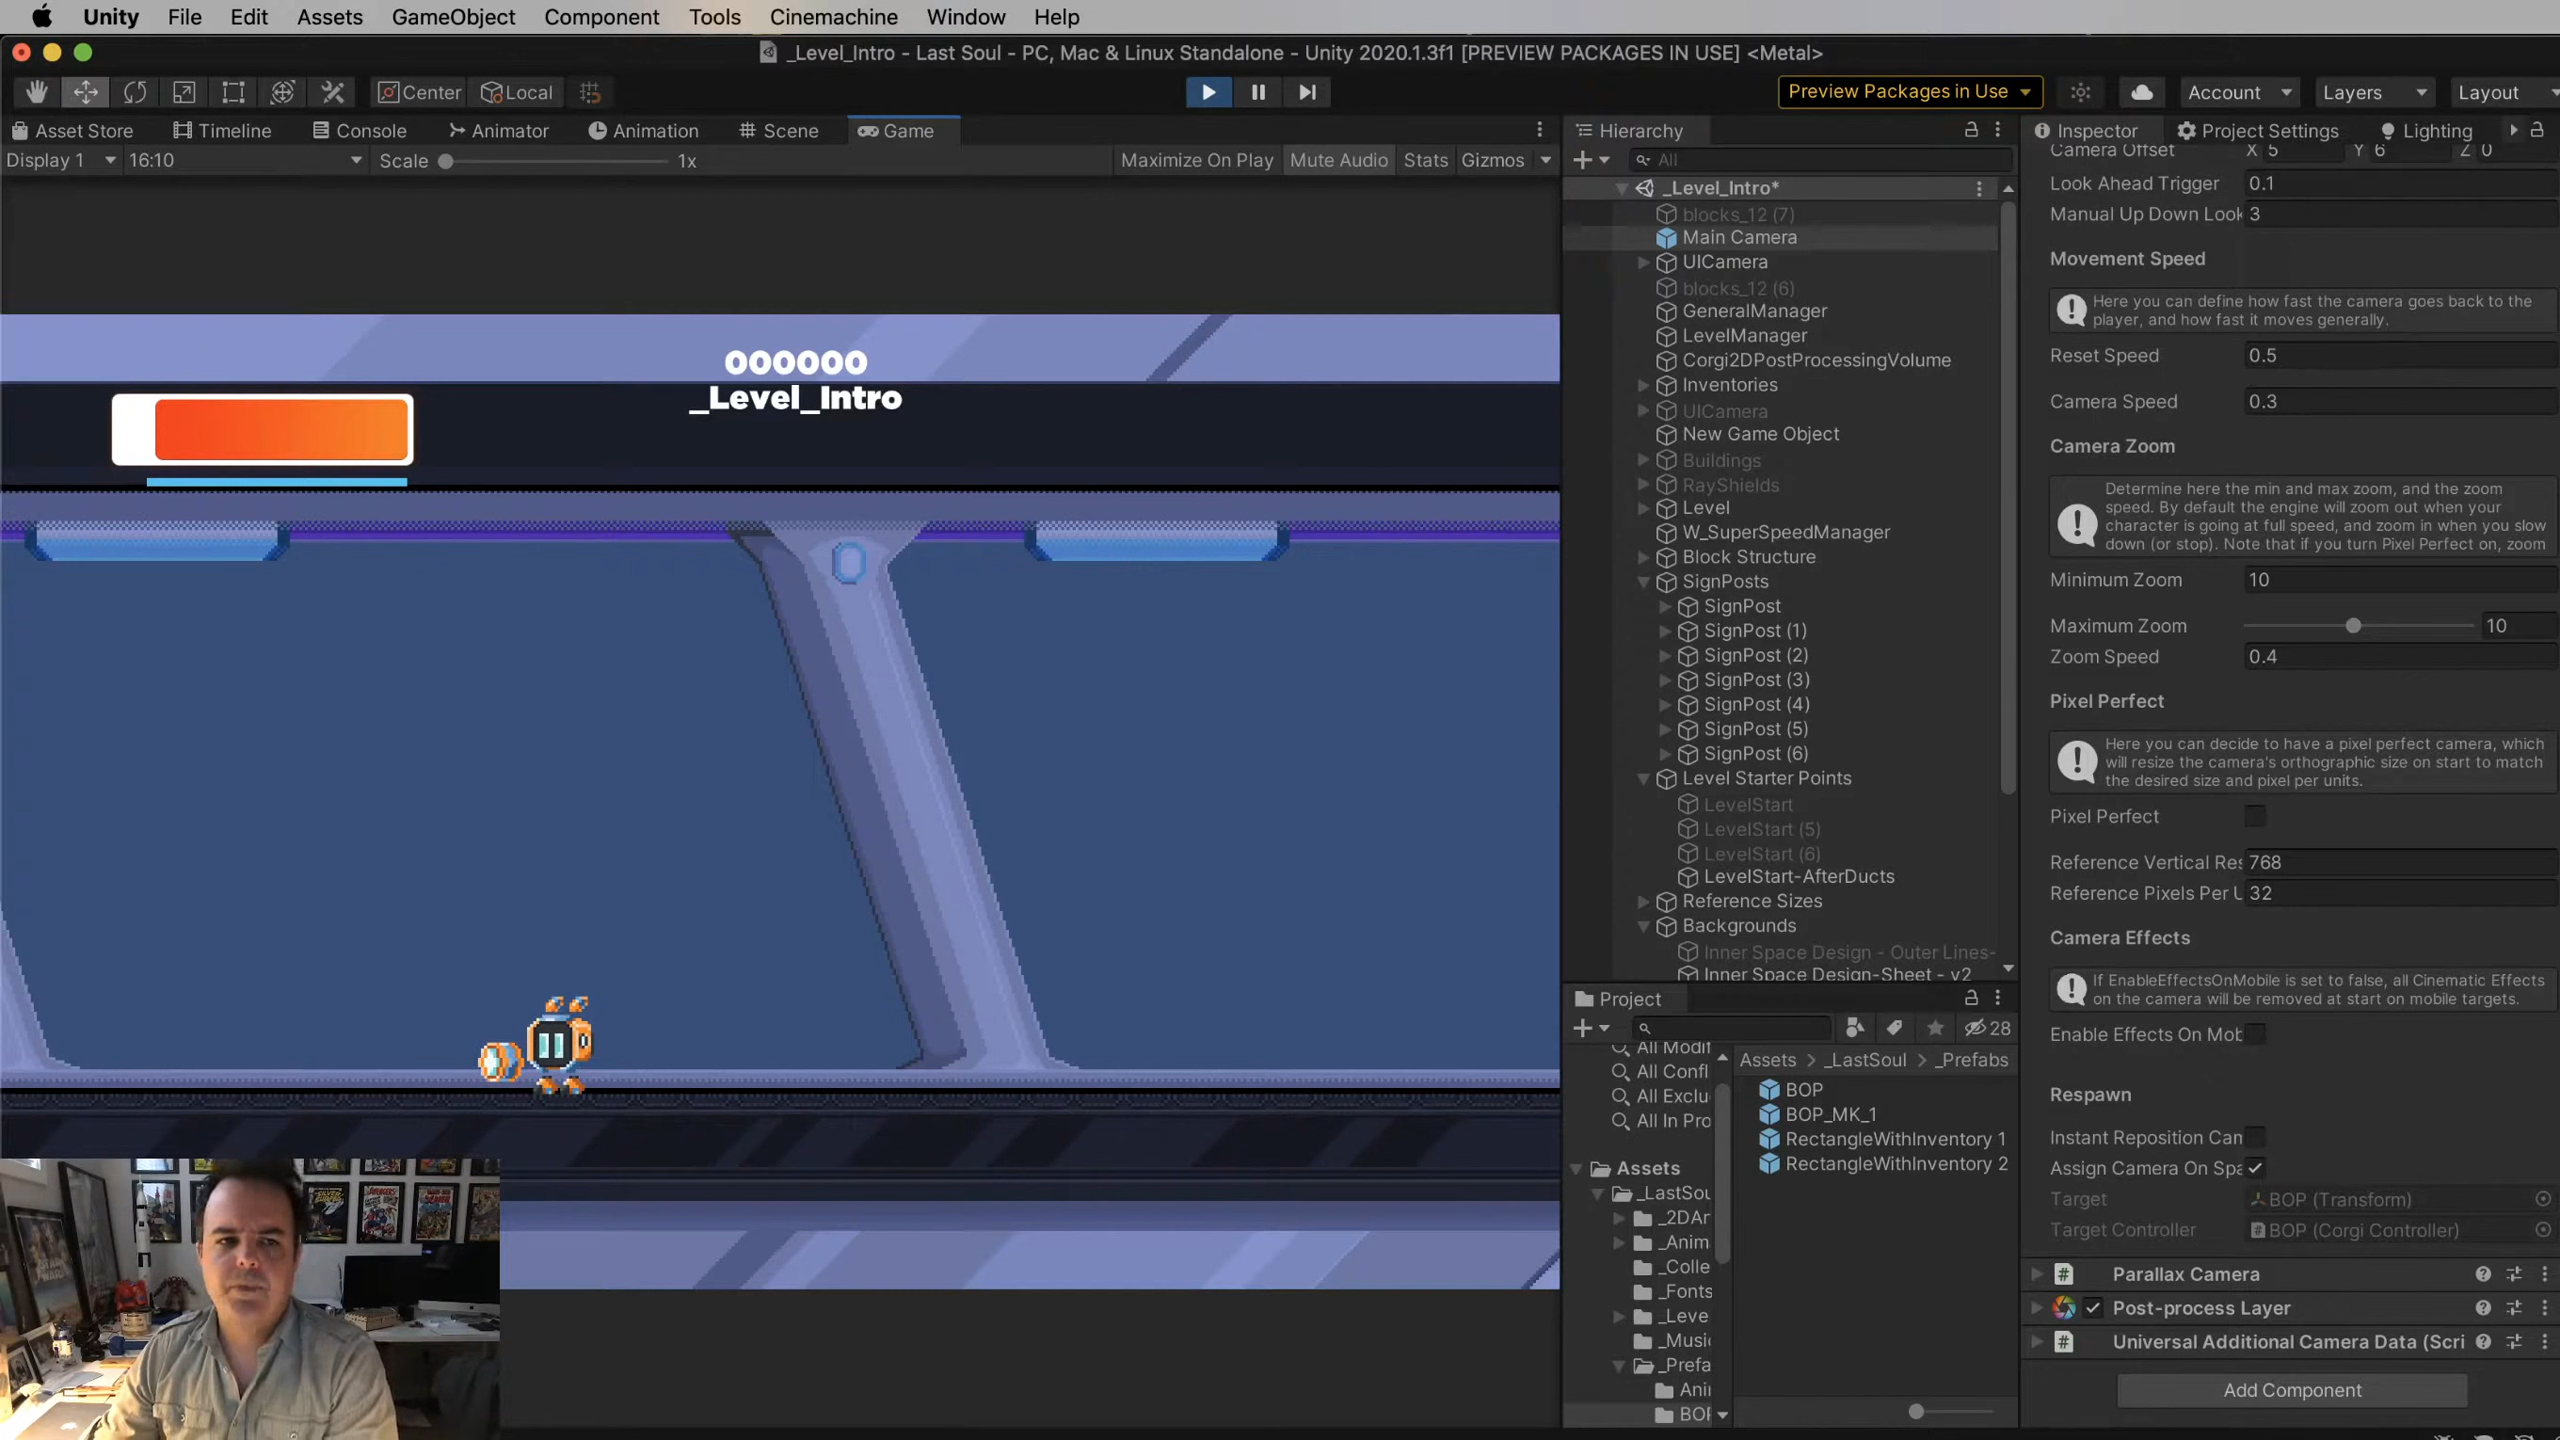 Unity File Edit Assets GameObject Component Tools Cinemachine Window Help
_Level_Intro - Last Soul - PC, Mac & Linux Standalone - Unity 2020.1.3f1 [PREVIEW PACKAGES IN USE] <Metal>
Center Local
Preview Packages in Use
Account Layers Layout
Asset Store Timeline Console Animator Animation Scene Game
Display 1 16:10 Scale 1x Maximize On Play Mute Audio Stats Gizmos
000000
_Level_Intro
Hierarchy
All
_Level_Intro*
blocks_12 (7)
Main Camera
UICamera
blocks_12 (6)
GeneralManager
LevelManager
Corgi2DPostProcessingVolume
Inventories
UICamera
New Game Object
Buildings
RayShields
Level
W_SuperSpeedManager
Block Structure
SignPosts
SignPost
SignPost (1)
SignPost (2)
SignPost (3)
SignPost (4)
SignPost (5)
SignPost (6)
Level Starter Points
LevelStart
LevelStart (5)
LevelStart (6)
LevelStart-AfterDucts
Reference Sizes
Backgrounds
Inner Space Design - Outer Lines-
Inner Space Design-Sheet - v2
Project
28
All Modif
All Confl
All Exclu
All In Pro
Assets
_LastSou
_2DAr
_Anim
_Colle
_Fonts
_Leve
_Music
_Prefa
Ani
BOP
Assets > _LastSoul > _Prefabs
BOP
BOP_MK_1
RectangleWithInventory 1
RectangleWithInventory 2
Inspector Project Settings Lighting
Camera Offset X 5 Y 6 Z 0
Look Ahead Trigger 0.1
Manual Up Down Look 3
Movement Speed
Here you can define how fast the camera goes back to the
player, and how fast it moves generally.
Reset Speed 0.5
Camera Speed 0.3
Camera Zoom
Determine here the min and max zoom, and the zoom
speed. By default the engine will zoom out when your
character is going at full speed, and zoom in when you slow
down (or stop). Note that if you turn Pixel Perfect on, zoom
Minimum Zoom 10
Maximum Zoom 10
Zoom Speed 0.4
Pixel Perfect
Here you can decide to have a pixel perfect camera, which
will resize the camera's orthographic size on start to match
the desired size and pixel per units.
Pixel Perfect
Reference Vertical Res 768
Reference Pixels Per U 32
Camera Effects
If EnableEffectsOnMobile is set to false, all Cinematic Effects
on the camera will be removed at start on mobile targets.
Enable Effects On Mob
Respawn
Instant Reposition Can
Assign Camera On Spa
Target BOP (Transform)
Target Controller BOP (Corgi Controller)
Parallax Camera
Post-process Layer
Universal Additional Camera Data (Scri
Add Component